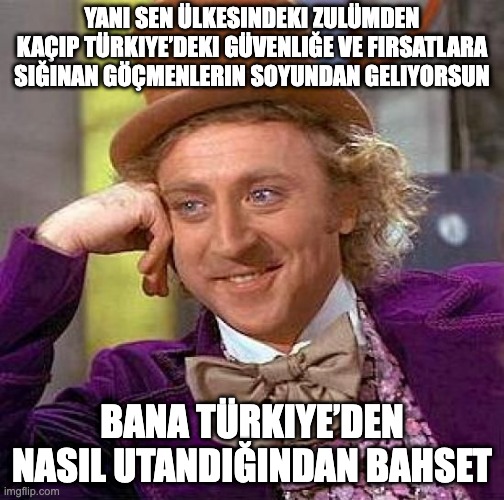 YANI SEN ÜLKESINDEKI ZULÜMDEN
KAÇIP TÜRKIYE'DEKI GÜVENLIĞE VE FIRSATLARA
SIĞINAN GÖÇMENLERIN SOYUNDAN GELIYORSUN
BANA TÜRKIYE'DEN
NASIL UTANDIĞINDAN BAHSET
imgflip.com